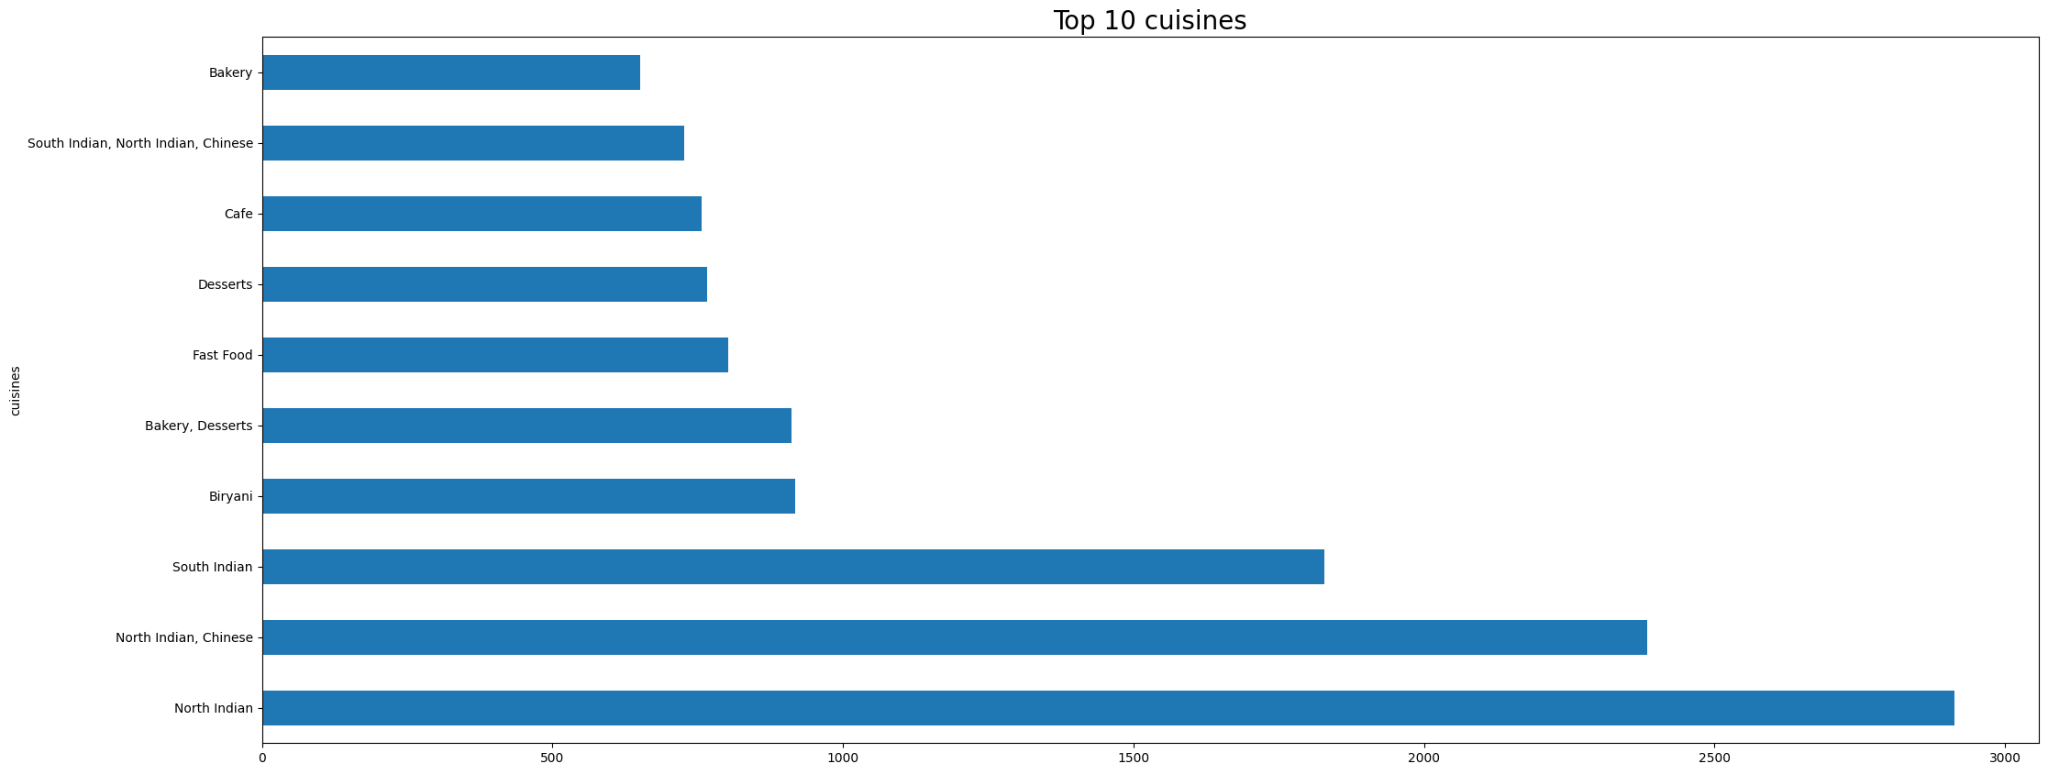 Top 10 cuisines
Bakery
South Indian, North Indian, Chinese
Cafe
Desserts
Fast Food
Bakery, Desserts
Biryani
South Indian
North Indian, Chinese
North Indian
cuisines
0 500 1000 1500 2000 2500 3000